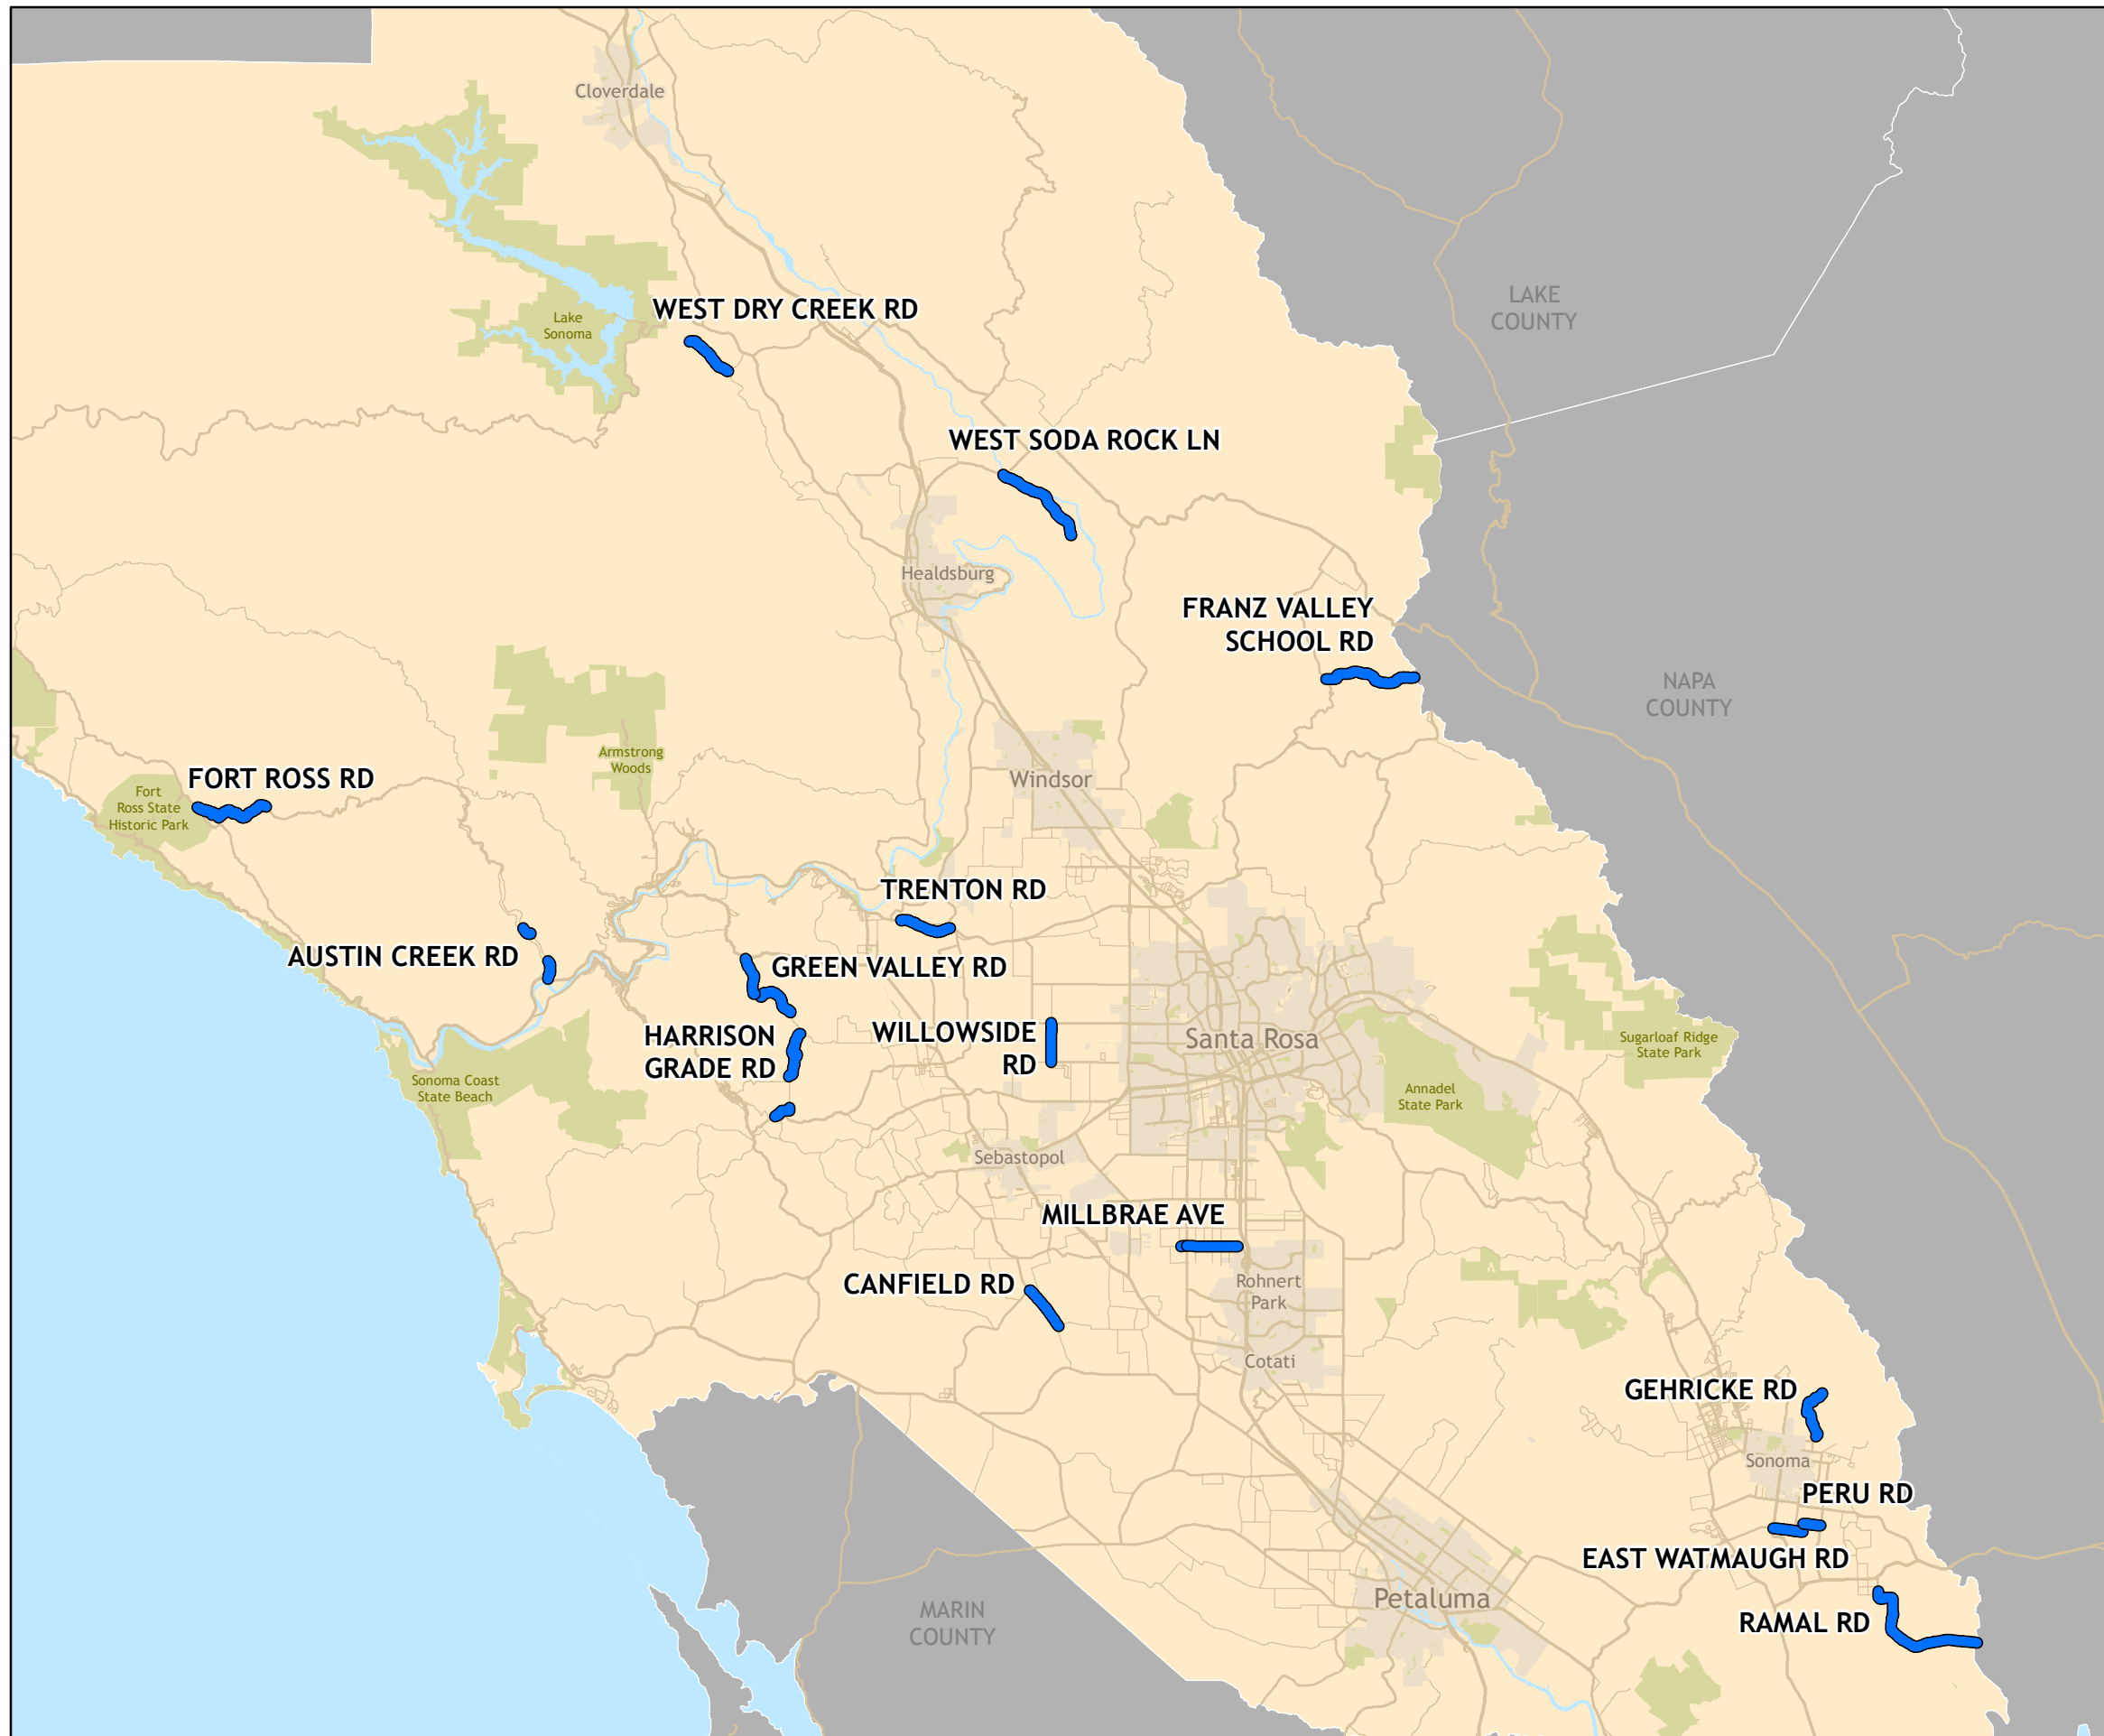 Cloverdale
LAKE
COUNTY
WEST DRY CREEK RD
Lake
Sonoma
WEST SODA ROCK LN
Healdsburg
FRANZ VALLEY
SCHOOL RD
NAPA
COUNTY
Armstrong
Woods
FORT ROSS RD
Fort
Ross State
Historic Park
Windsor
TRENTON RD
AUSTIN CREEK RD
GREEN VALLEY RD
HARRISON
GRADE RD
WILLOWSIDE
RD
Santa Rosa
Sugarloaf Ridge
State Park
Sonoma Coast
State Beach
Annadel
State Park
Sebastopol
MILLBRAE AVE
CANFIELD RD
Rohnert
Park
Cotati
GEHRICKE RD
Sonoma
PERU RD
EAST WATMAUGH RD
Petaluma
MARIN
COUNTY
RAMAL RD